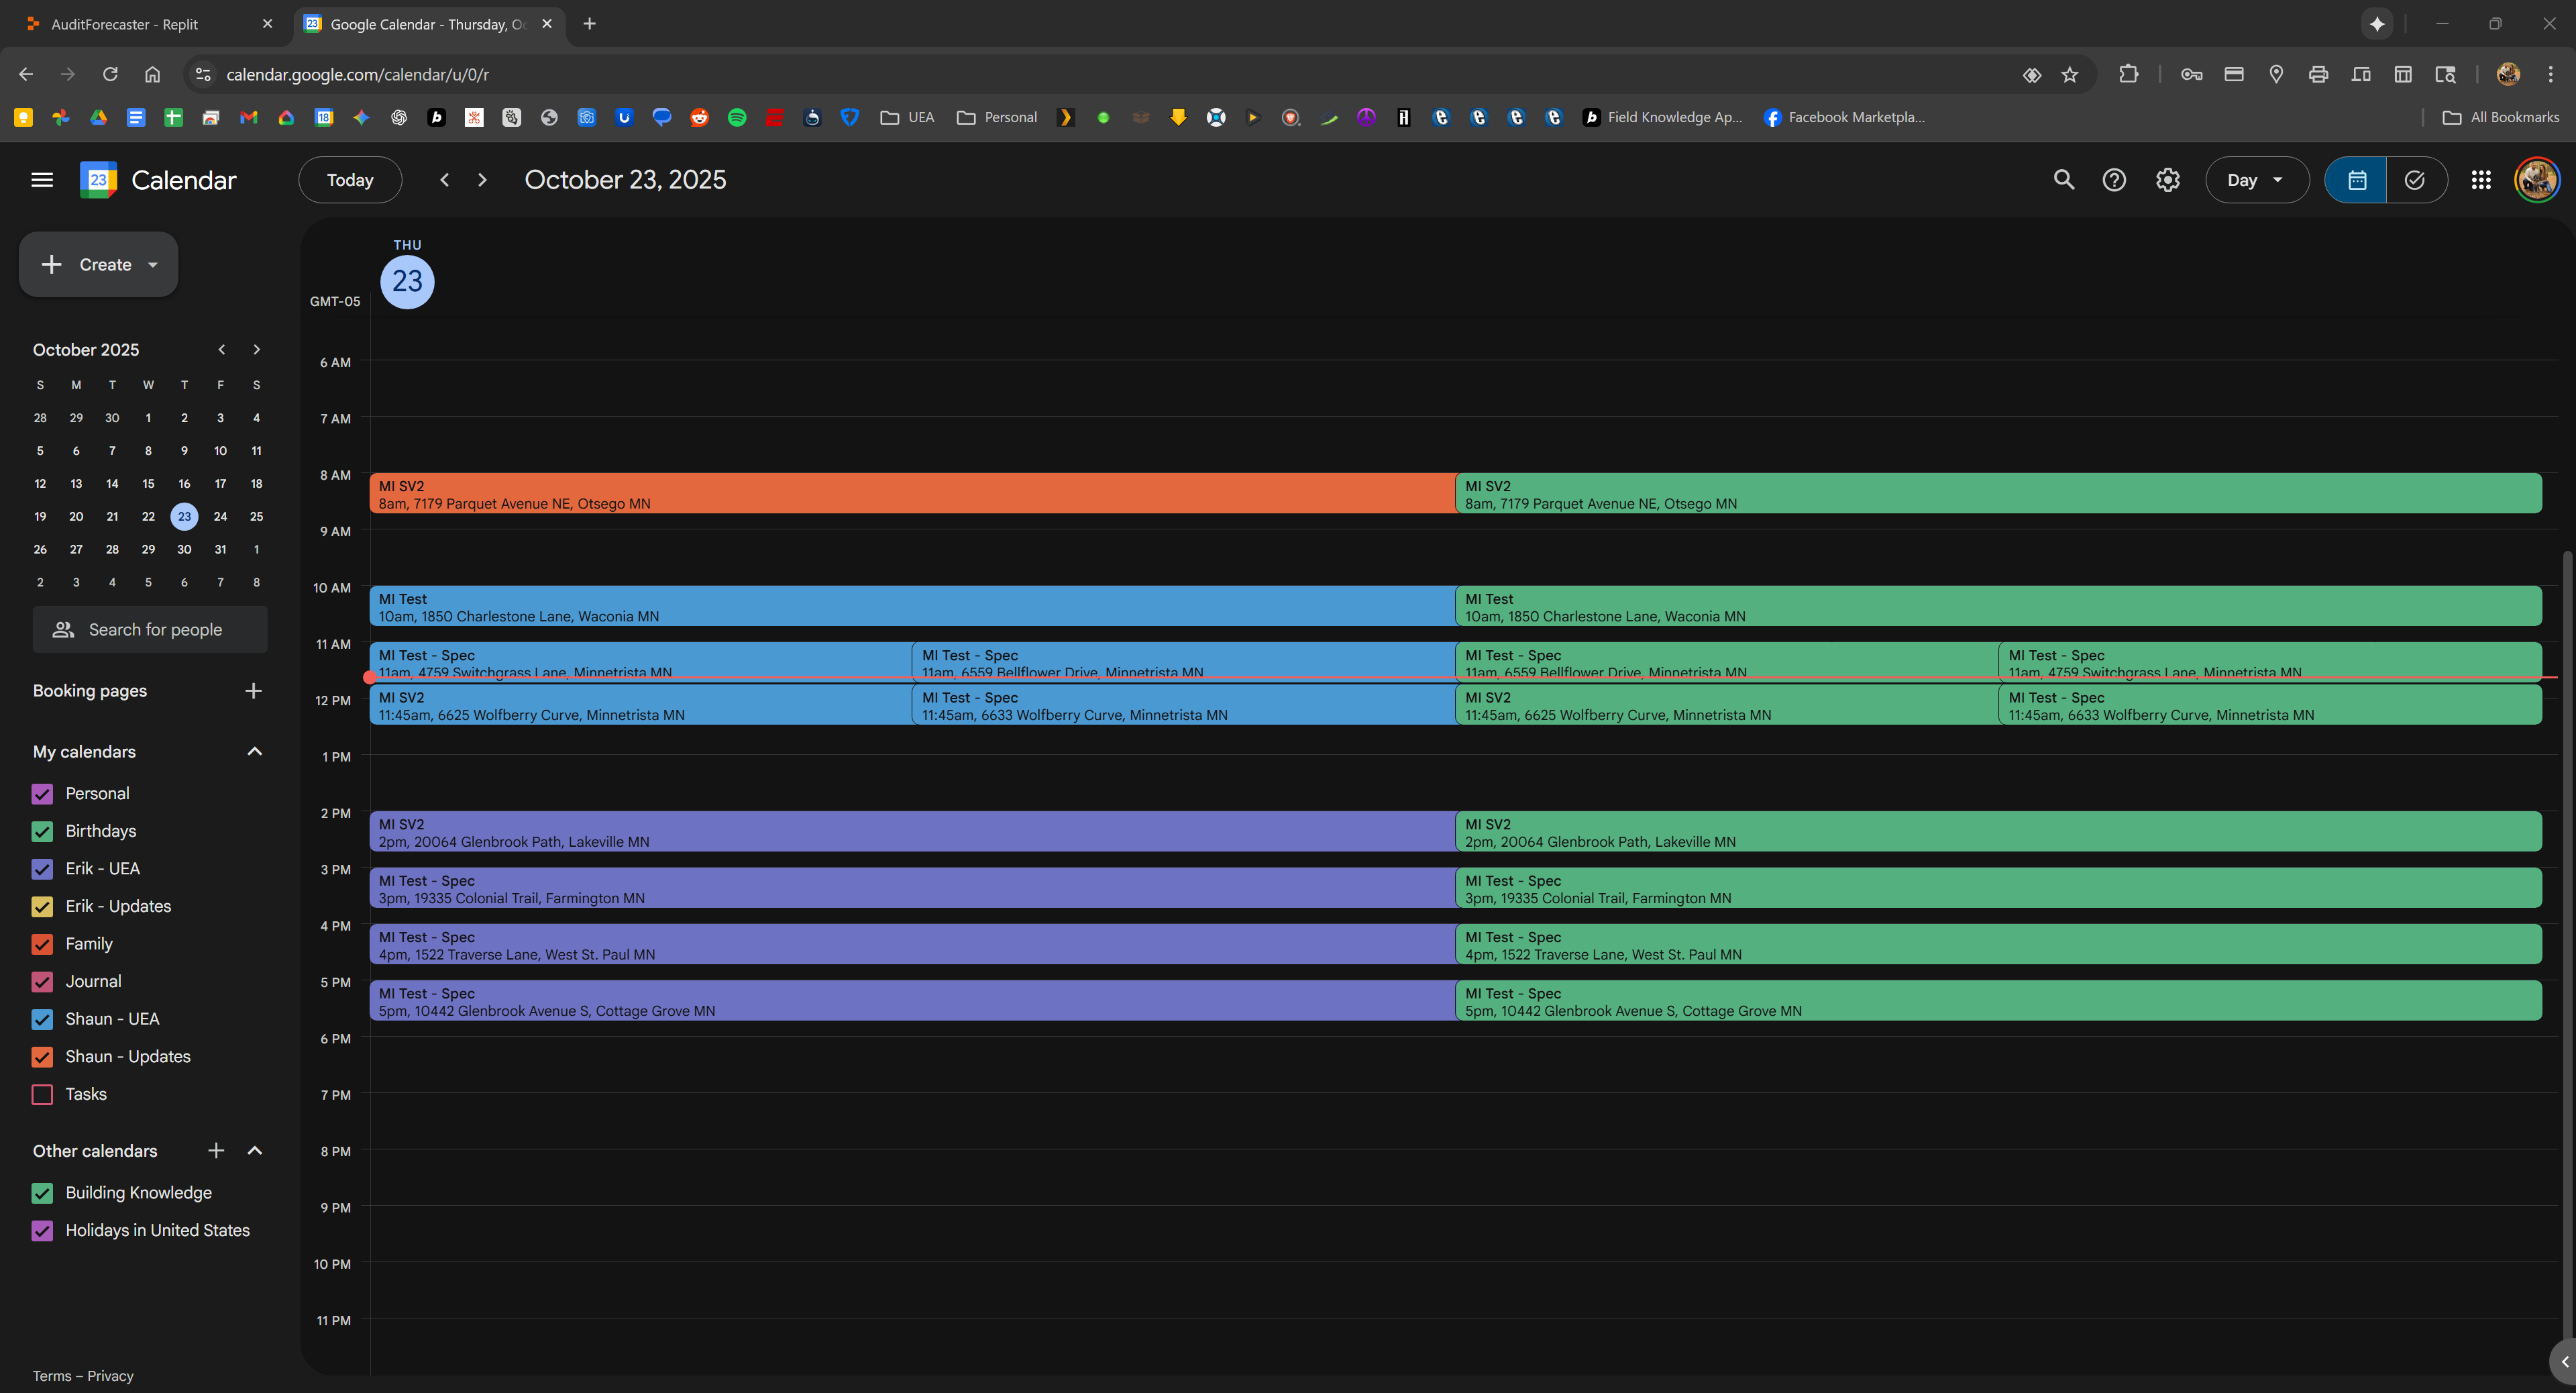 AuditForecaster - Replit
Google Calendar - Thursday, Oc
calendar.google.com/calendar/u/0/r
18
UEA
Personal
Field Knowledge Ap...
Facebook Marketpla...
All Bookmarks
23
Calendar
Today
October 23, 2025
Day
Create
THU
23
GMT-05
October 2025
S M T W T F S
28 29 30 1 2 3 4
5 6 7 8 9 10 11
12 13 14 15 16 17 18
19 20 21 22 23 24 25
26 27 28 29 30 31 1
2 3 4 5 6 7 8
Search for people
Booking pages
My calendars
Personal
Birthdays
Erik - UEA
Erik - Updates
Family
Journal
Shaun - UEA
Shaun - Updates
Tasks
Other calendars
Building Knowledge
Holidays in United States
Terms – Privacy
6 AM
7 AM
8 AM
MI SV2
8am, 7179 Parquet Avenue NE, Otsego MN
MI SV2
8am, 7179 Parquet Avenue NE, Otsego MN
9 AM
10 AM
MI Test
10am, 1850 Charlestone Lane, Waconia MN
MI Test
10am, 1850 Charlestone Lane, Waconia MN
11 AM
MI Test - Spec
11am, 4759 Switchgrass Lane, Minnetrista MN
MI Test - Spec
11am, 6559 Bellflower Drive, Minnetrista MN
MI Test - Spec
11am, 6559 Bellflower Drive, Minnetrista MN
MI Test - Spec
11am, 4759 Switchgrass Lane, Minnetrista MN
12 PM
MI SV2
11:45am, 6625 Wolfberry Curve, Minnetrista MN
MI Test - Spec
11:45am, 6633 Wolfberry Curve, Minnetrista MN
MI SV2
11:45am, 6625 Wolfberry Curve, Minnetrista MN
MI Test - Spec
11:45am, 6633 Wolfberry Curve, Minnetrista MN
1 PM
2 PM
MI SV2
2pm, 20064 Glenbrook Path, Lakeville MN
MI SV2
2pm, 20064 Glenbrook Path, Lakeville MN
3 PM
MI Test - Spec
3pm, 19335 Colonial Trail, Farmington MN
MI Test - Spec
3pm, 19335 Colonial Trail, Farmington MN
4 PM
MI Test - Spec
4pm, 1522 Traverse Lane, West St. Paul MN
MI Test - Spec
4pm, 1522 Traverse Lane, West St. Paul MN
5 PM
MI Test - Spec
5pm, 10442 Glenbrook Avenue S, Cottage Grove MN
MI Test - Spec
5pm, 10442 Glenbrook Avenue S, Cottage Grove MN
6 PM
7 PM
8 PM
9 PM
10 PM
11 PM